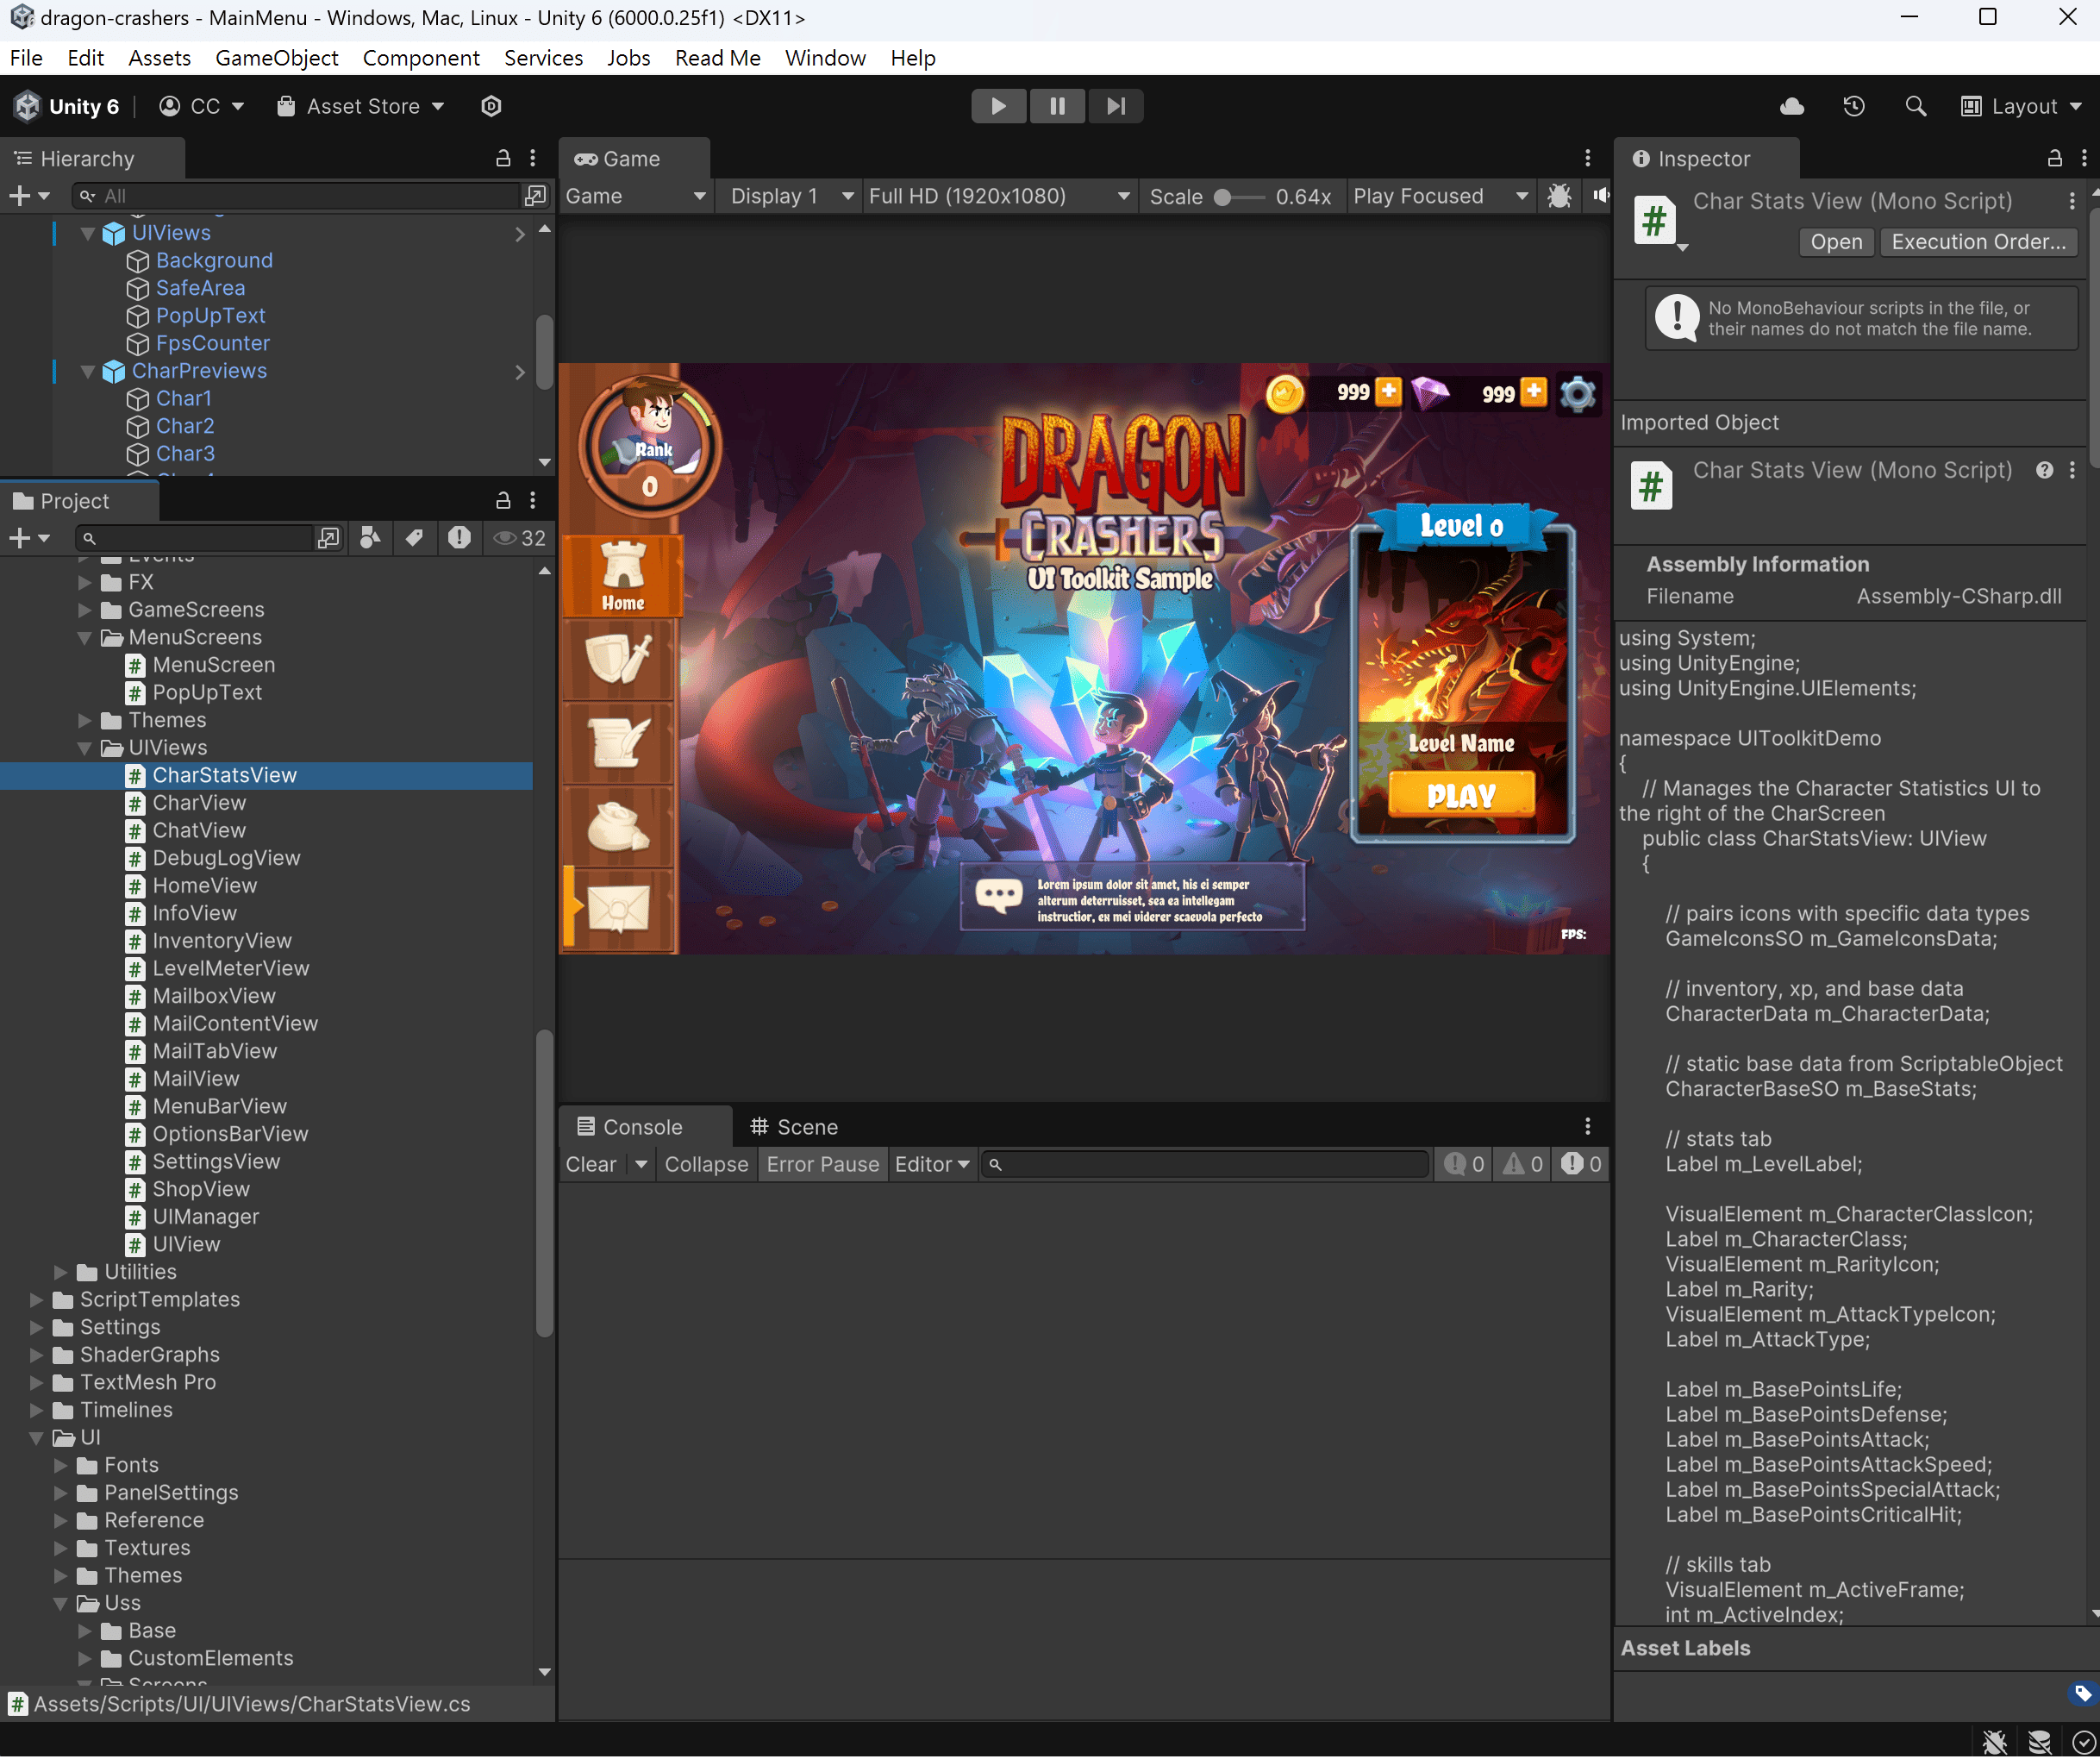 dragon-crashers - MainMenu - Windows, Mac, Linux - Unity 6 (6000.0.25f1) <DX11>
File Edit Assets GameObject Component Services Jobs Read Me Window Help
Unity 6 CC Asset Store Layout
Hierarchy
All
UIViews
Background
SafeArea
PopUpText
FpsCounter
CharPreviews
Char1
Char2
Char3
Project
32
Events
FX
GameScreens
MenuScreens
MenuScreen
PopUpText
Themes
UIViews
CharStatsView
CharView
ChatView
DebugLogView
HomeView
InfoView
InventoryView
LevelMeterView
MailboxView
MailContentView
MailTabView
MailView
MenuBarView
OptionsBarView
SettingsView
ShopView
UIManager
UIView
Utilities
ScriptTemplates
Settings
ShaderGraphs
TextMesh Pro
Timelines
UI
Fonts
PanelSettings
Reference
Textures
Themes
Uss
Base
CustomElements
Screens
Assets/Scripts/UI/UIViews/CharStatsView.cs
Game
Game Display 1 Full HD (1920x1080) Scale 0.64x Play Focused
Rank
0
999 999
DRAGON
CRASHERS
UI Toolkit Sample
Home
Level 0
Level Name
PLAY
Lorem ipsum dolor sit amet, his ei semper
alterum deterruisset, sea ea intellegam
instructior, ex mei viderer scaevola perfecto
FPS:
Console Scene
Clear Collapse Error Pause Editor 0 0 0
Inspector
Char Stats View (Mono Script)
Open Execution Order...
No MonoBehaviour scripts in the file, or
their names do not match the file name.
Imported Object
Char Stats View (Mono Script)
Assembly Information
Filename Assembly-CSharp.dll
using System;
using UnityEngine;
using UnityEngine.UIElements;
namespace UIToolkitDemo
{
// Manages the Character Statistics UI to
the right of the CharScreen
public class CharStatsView: UIView
{
// pairs icons with specific data types
GameIconsSO m_GameIconsData;
// inventory, xp, and base data
CharacterData m_CharacterData;
// static base data from ScriptableObject
CharacterBaseSO m_BaseStats;
// stats tab
Label m_LevelLabel;
VisualElement m_CharacterClassIcon;
Label m_CharacterClass;
VisualElement m_RarityIcon;
Label m_Rarity;
VisualElement m_AttackTypeIcon;
Label m_AttackType;
Label m_BasePointsLife;
Label m_BasePointsDefense;
Label m_BasePointsAttack;
Label m_BasePointsAttackSpeed;
Label m_BasePointsSpecialAttack;
Label m_BasePointsCriticalHit;
// skills tab
VisualElement m_ActiveFrame;
int m_ActiveIndex;
Asset Labels